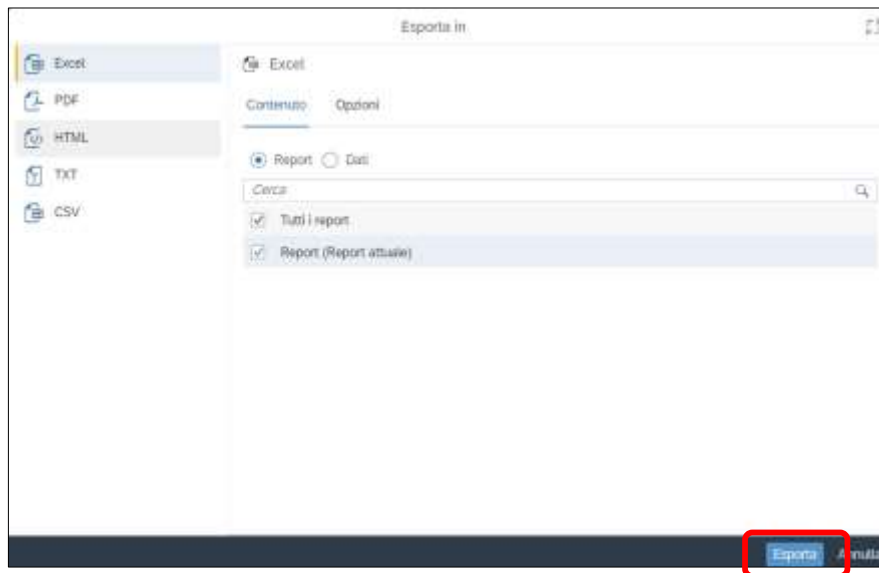 Esporta in
Excel
PDF
HTML
TXT
CSV
Excel
Contenuto Opzioni
Report Dati
Cerca
Tutti i report
Report (Report attuale)
Esporta Annulla